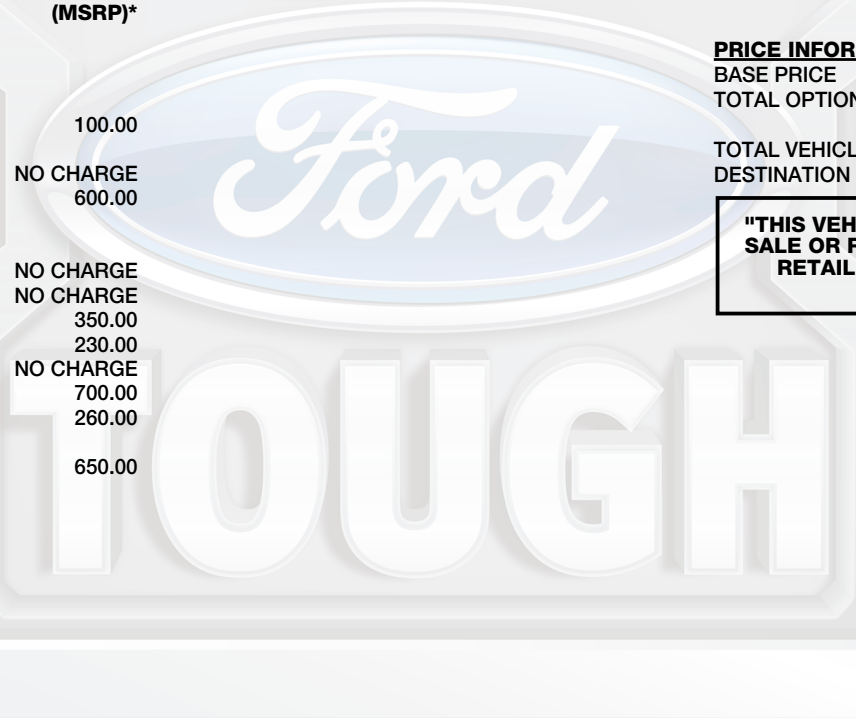 (MSRP)*
100.00
NO CHARGE
600.00
NO CHARGE
NO CHARGE
350.00
230.00
NO CHARGE
700.00
260.00
650.00
PRICE INFOR
BASE PRICE
TOTAL OPTION
TOTAL VEHICL
DESTINATION
"THIS VEH
SALE OR
RETAIL
Ford
TOUGH